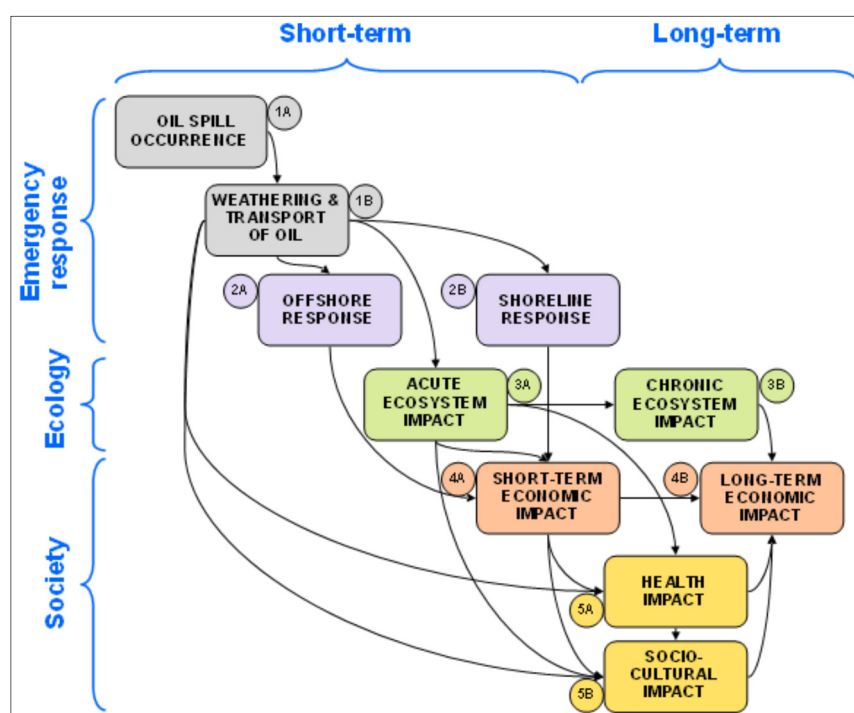 Short-term
Long-term
Emergency
response
Ecology
Society
OIL SPILL
OCCURRENCE
1A
WEATHERING &
TRANSPORT
OF OIL
1B
2A
OFFSHORE
RESPONSE
2B
SHORELINE
RESPONSE
ACUTE
ECOSYSTEM
IMPACT
3A
CHRONIC
ECOSYSTEM
IMPACT
3B
4A
SHORT-TERM
ECONOMIC
IMPACT
4B
LONG-TERM
ECONOMIC
IMPACT
HEALTH
IMPACT
5A
SOCIO-
CULTURAL
IMPACT
5B